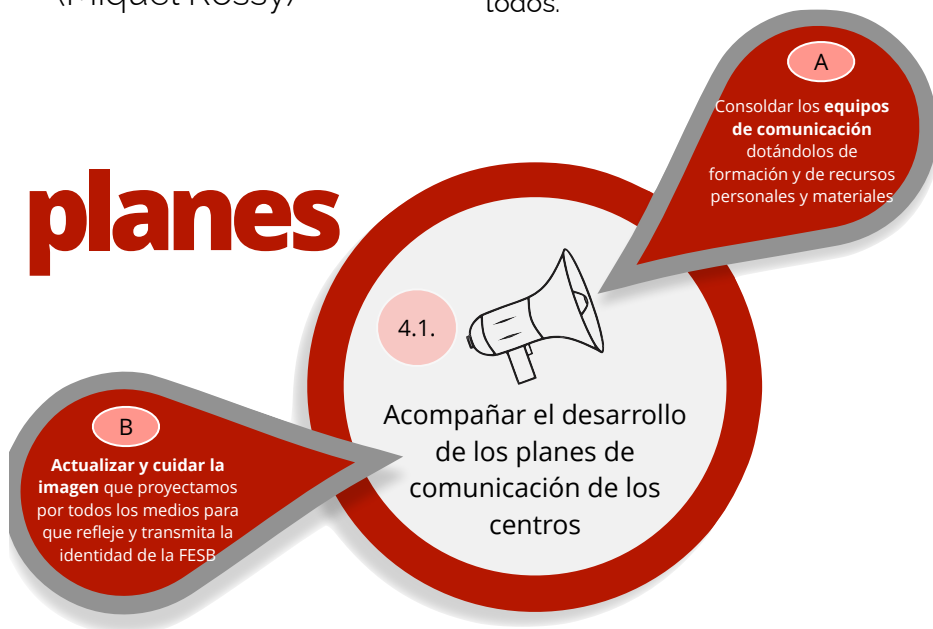 (Miquel Rossy)
todos.
planes
A
Consoldar los equipos
de comunicación
dotándolos de
formación y de recursos
personales y materiales
4.1.
Acompañar el desarrollo
de los planes de
comunicación de los
centros
B
Actualizar y cuidar la
imagen que proyectamos
por todos los medios para
que refleje y transmita la
identidad de la FESB